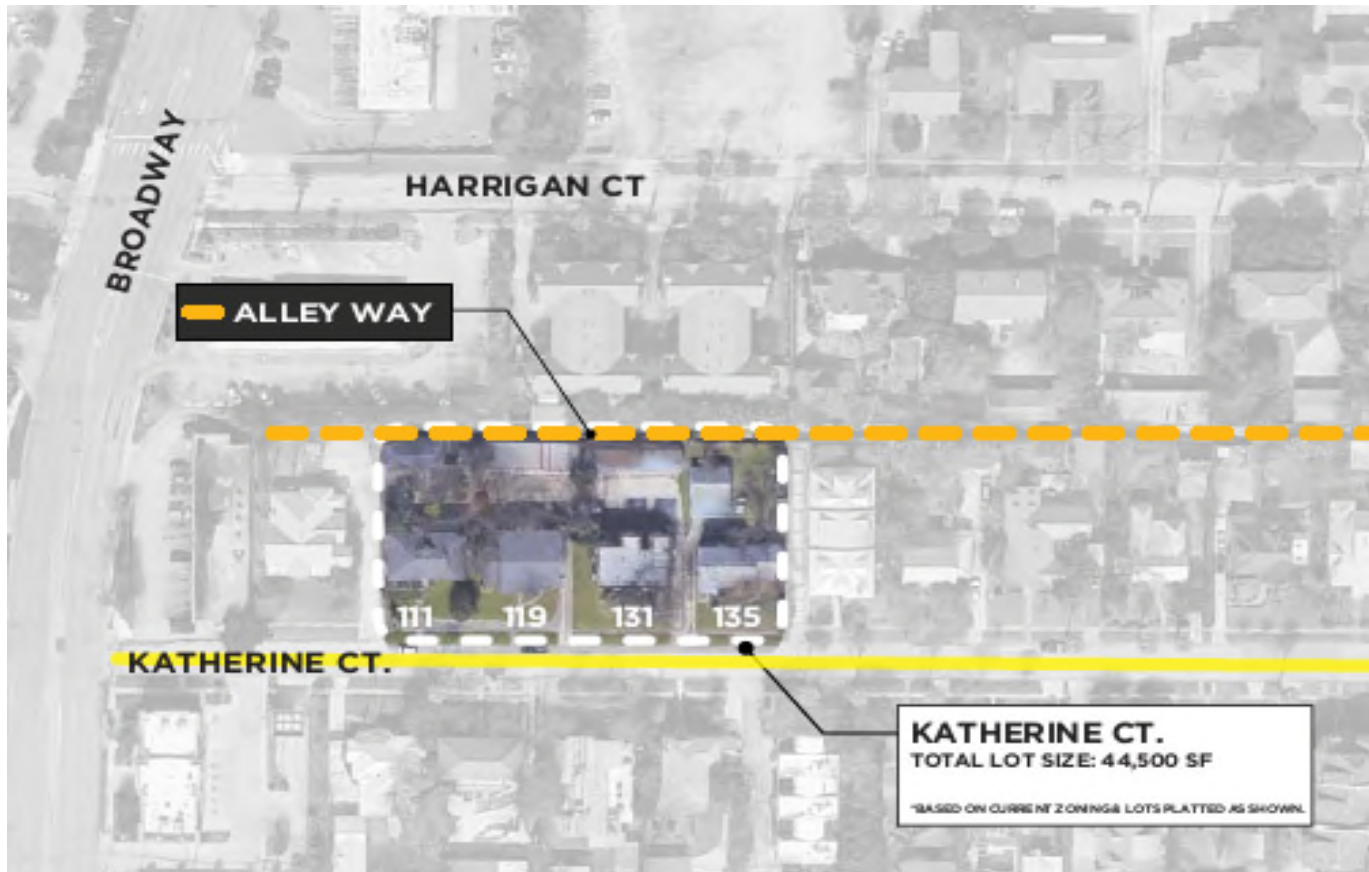 HARRIGAN CT
BROADWAY
ALLEY WAY
111 119 131 135
KATHERINE CT.
KATHERINE CT.
TOTAL LOT SIZE: 44,500 SF
*BASED ON CURRENT ZONING & LOTS PLATTED AS SHOWN.